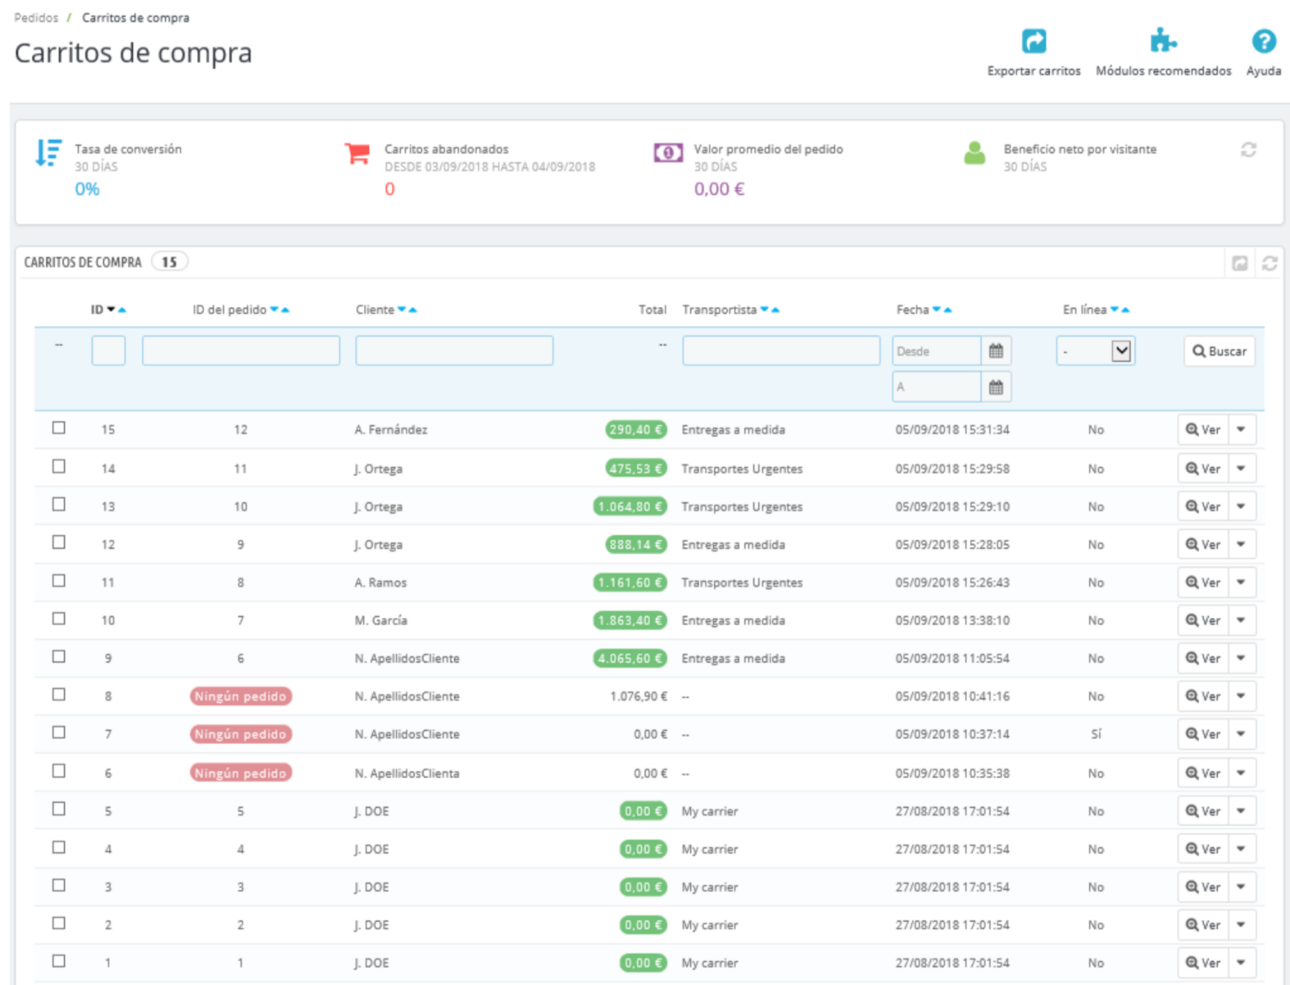 Pedidos / Carritos de compra
Carritos de compra
Exportar carritos Módulos recomendados Ayuda
Tasa de conversión
30 DÍAS
0%
Carritos abandonados
DESDE 03/09/2018 HASTA 04/09/2018
0
Valor promedio del pedido
30 DÍAS
0,00 €
Beneficio neto por visitante
30 DÍAS
CARRITOS DE COMPRA 15
ID ID del pedido Cliente Total Transportista Fecha En línea
-- -- Desde - Buscar
A
15 12 A. Fernández 290,40 € Entregas a medida 05/09/2018 15:31:34 No Ver
14 11 J. Ortega 475,53 € Transportes Urgentes 05/09/2018 15:29:58 No Ver
13 10 J. Ortega 1.064,80 € Transportes Urgentes 05/09/2018 15:29:10 No Ver
12 9 J. Ortega 888,14 € Entregas a medida 05/09/2018 15:28:05 No Ver
11 8 A. Ramos 1.161,60 € Transportes Urgentes 05/09/2018 15:26:43 No Ver
10 7 M. García 1.863,40 € Entregas a medida 05/09/2018 13:38:10 No Ver
9 6 N. ApellidosCliente 4.065,60 € Entregas a medida 05/09/2018 11:05:54 No Ver
8 Ningún pedido N. ApellidosCliente 1.076,90 € -- 05/09/2018 10:41:16 No Ver
7 Ningún pedido N. ApellidosCliente 0,00 € -- 05/09/2018 10:37:14 Sí Ver
6 Ningún pedido N. ApellidosClienta 0,00 € -- 05/09/2018 10:35:38 No Ver
5 5 J. DOE 0,00 € My carrier 27/08/2018 17:01:54 No Ver
4 4 J. DOE 0,00 € My carrier 27/08/2018 17:01:54 No Ver
3 3 J. DOE 0,00 € My carrier 27/08/2018 17:01:54 No Ver
2 2 J. DOE 0,00 € My carrier 27/08/2018 17:01:54 No Ver
1 1 J. DOE 0,00 € My carrier 27/08/2018 17:01:54 No Ver